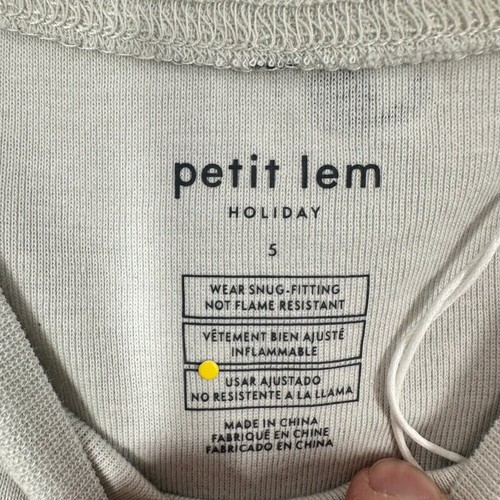 petit lem
HOLIDAY
5
WEAR SNUG-FITTING
NOT FLAME RESISTANT
VÊTEMENT BIEN AJUSTÉ
INFLAMMABLE
USAR AJUSTADO
NO RESISTENTE A LA LLAMA
MADE IN CHINA
FABRIQUÉ EN CHINE
FABRICADO EN CHINA